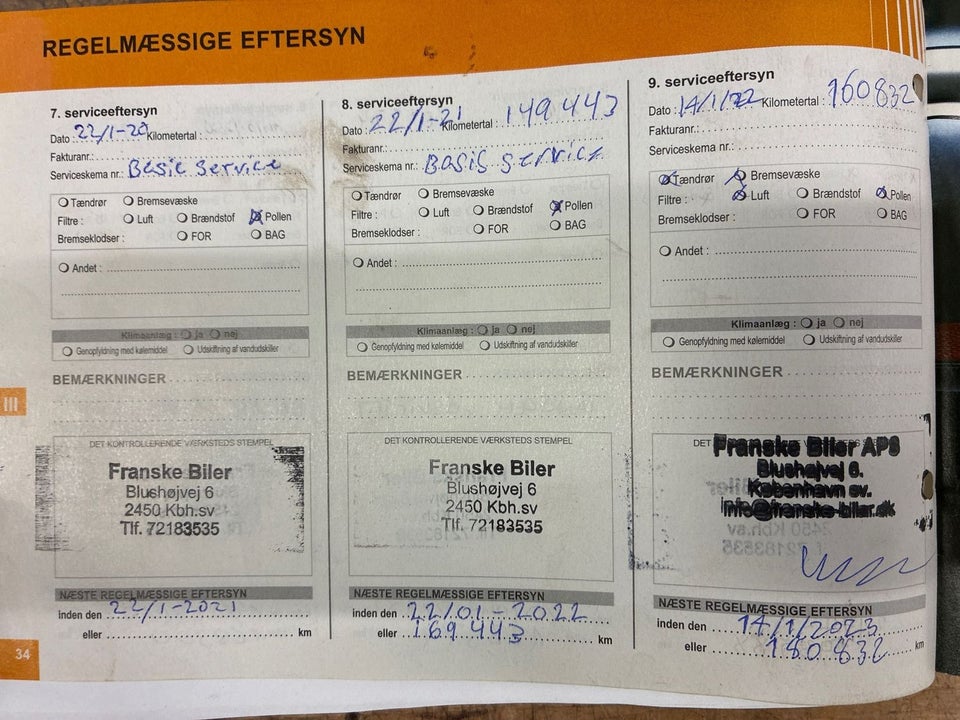 REGELMÆSSIGE EFTERSYN
7. serviceeftersyn
Dato 22/1-20 Kilometertal :
Fakturanr.:
Serviceskema nr.: Basic service
Tændrør Bremsevæske
Filtre : Luft Brændstof Pollen
Bremseklodser : FOR BAG
Andet :
Klimaanlæg : ja nej
Genopfyldning med kølemiddel Udskiftning af vandudskiller
BEMÆRKNINGER
DET KONTROLLERENDE VÆRKSTEDS STEMPEL
Franske Biler
Blushøjvej 6
2450 Kbh.sv
Tlf. 72183535
NÆSTE REGELMÆSSIGE EFTERSYN
inden den 22/1-2021
eller km
8. serviceeftersyn
Dato : 22/1-21 Kilometertal : 149443
Fakturanr.:
Serviceskema nr.: Basis service
Tændrør Bremsevæske
Filtre : Luft Brændstof Pollen
Bremseklodser : FOR BAG
Andet :
Klimaanlæg : ja nej
Genopfyldning med kølemiddel Udskiftning af vandudskiller
BEMÆRKNINGER
DET KONTROLLERENDE VÆRKSTEDS STEMPEL
Franske Biler
Blushøjvej 6
2450 Kbh.sv
Tlf. 72183535
NÆSTE REGELMÆSSIGE EFTERSYN
inden den 22/01-2022
eller 169443 km
9. serviceeftersyn
Dato : 14/1/22 Kilometertal : 160832
Fakturanr.:
Serviceskema nr.:
Tændrør Bremsevæske
Filtre : Luft Brændstof Pollen
Bremseklodser : FOR BAG
Andet :
Klimaanlæg : ja nej
Genopfyldning med kølemiddel Udskiftning af vandudskiller
BEMÆRKNINGER
DET
Franske Biler APS
Blushøjvej 6.
København sv.
info@franske-biler.dk
NÆSTE REGELMÆSSIGE EFTERSYN
inden den 14/1/2023
eller 180832 km
III
34